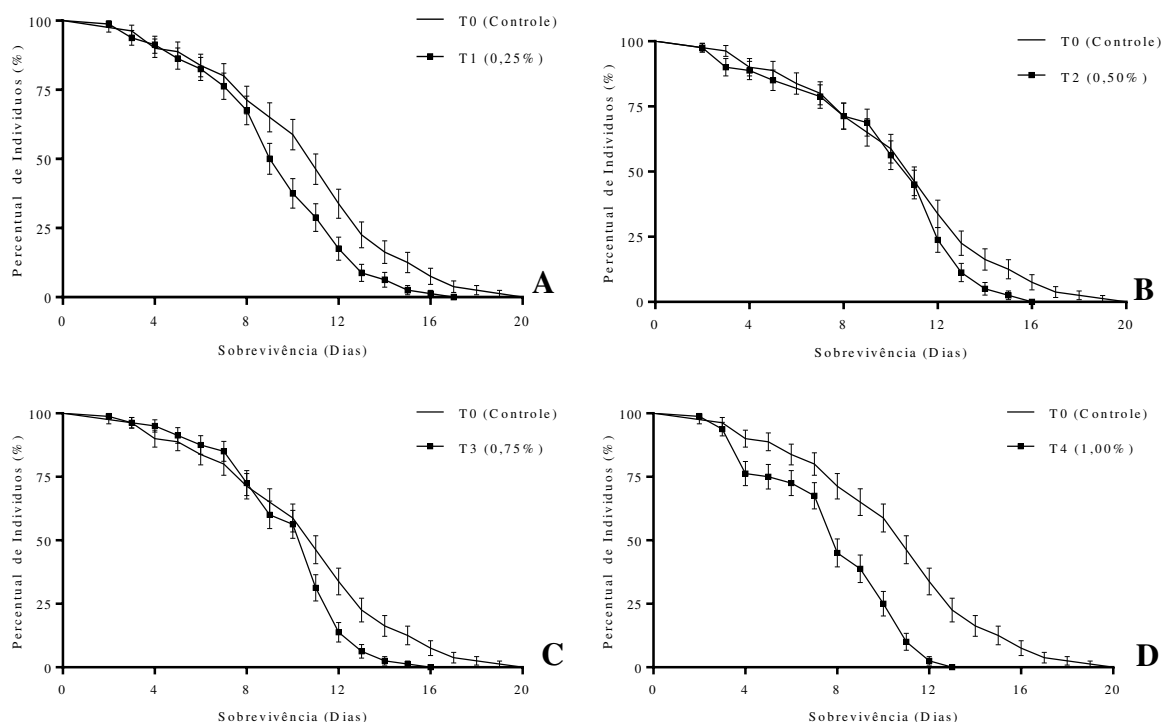 T0 (Controle)
T1 (0,25%)
Percentual de Individuos (%)
100
75
50
25
0
0 4 8 12 16 20
Sobrevivência (Dias)
A
T0 (Controle)
T2 (0,50%)
Percentual de Individuos (%)
100
75
50
25
0
0 4 8 12 16 20
Sobrevivência (Dias)
B
T0 (Controle)
T3 (0,75%)
Percentual de Individuos (%)
100
75
50
25
0
0 4 8 12 16 20
Sobrevivência (Dias)
C
T0 (Controle)
T4 (1,00%)
Percentual de Individuos (%)
100
75
50
25
0
0 4 8 12 16 20
Sobrevivência (Dias)
D